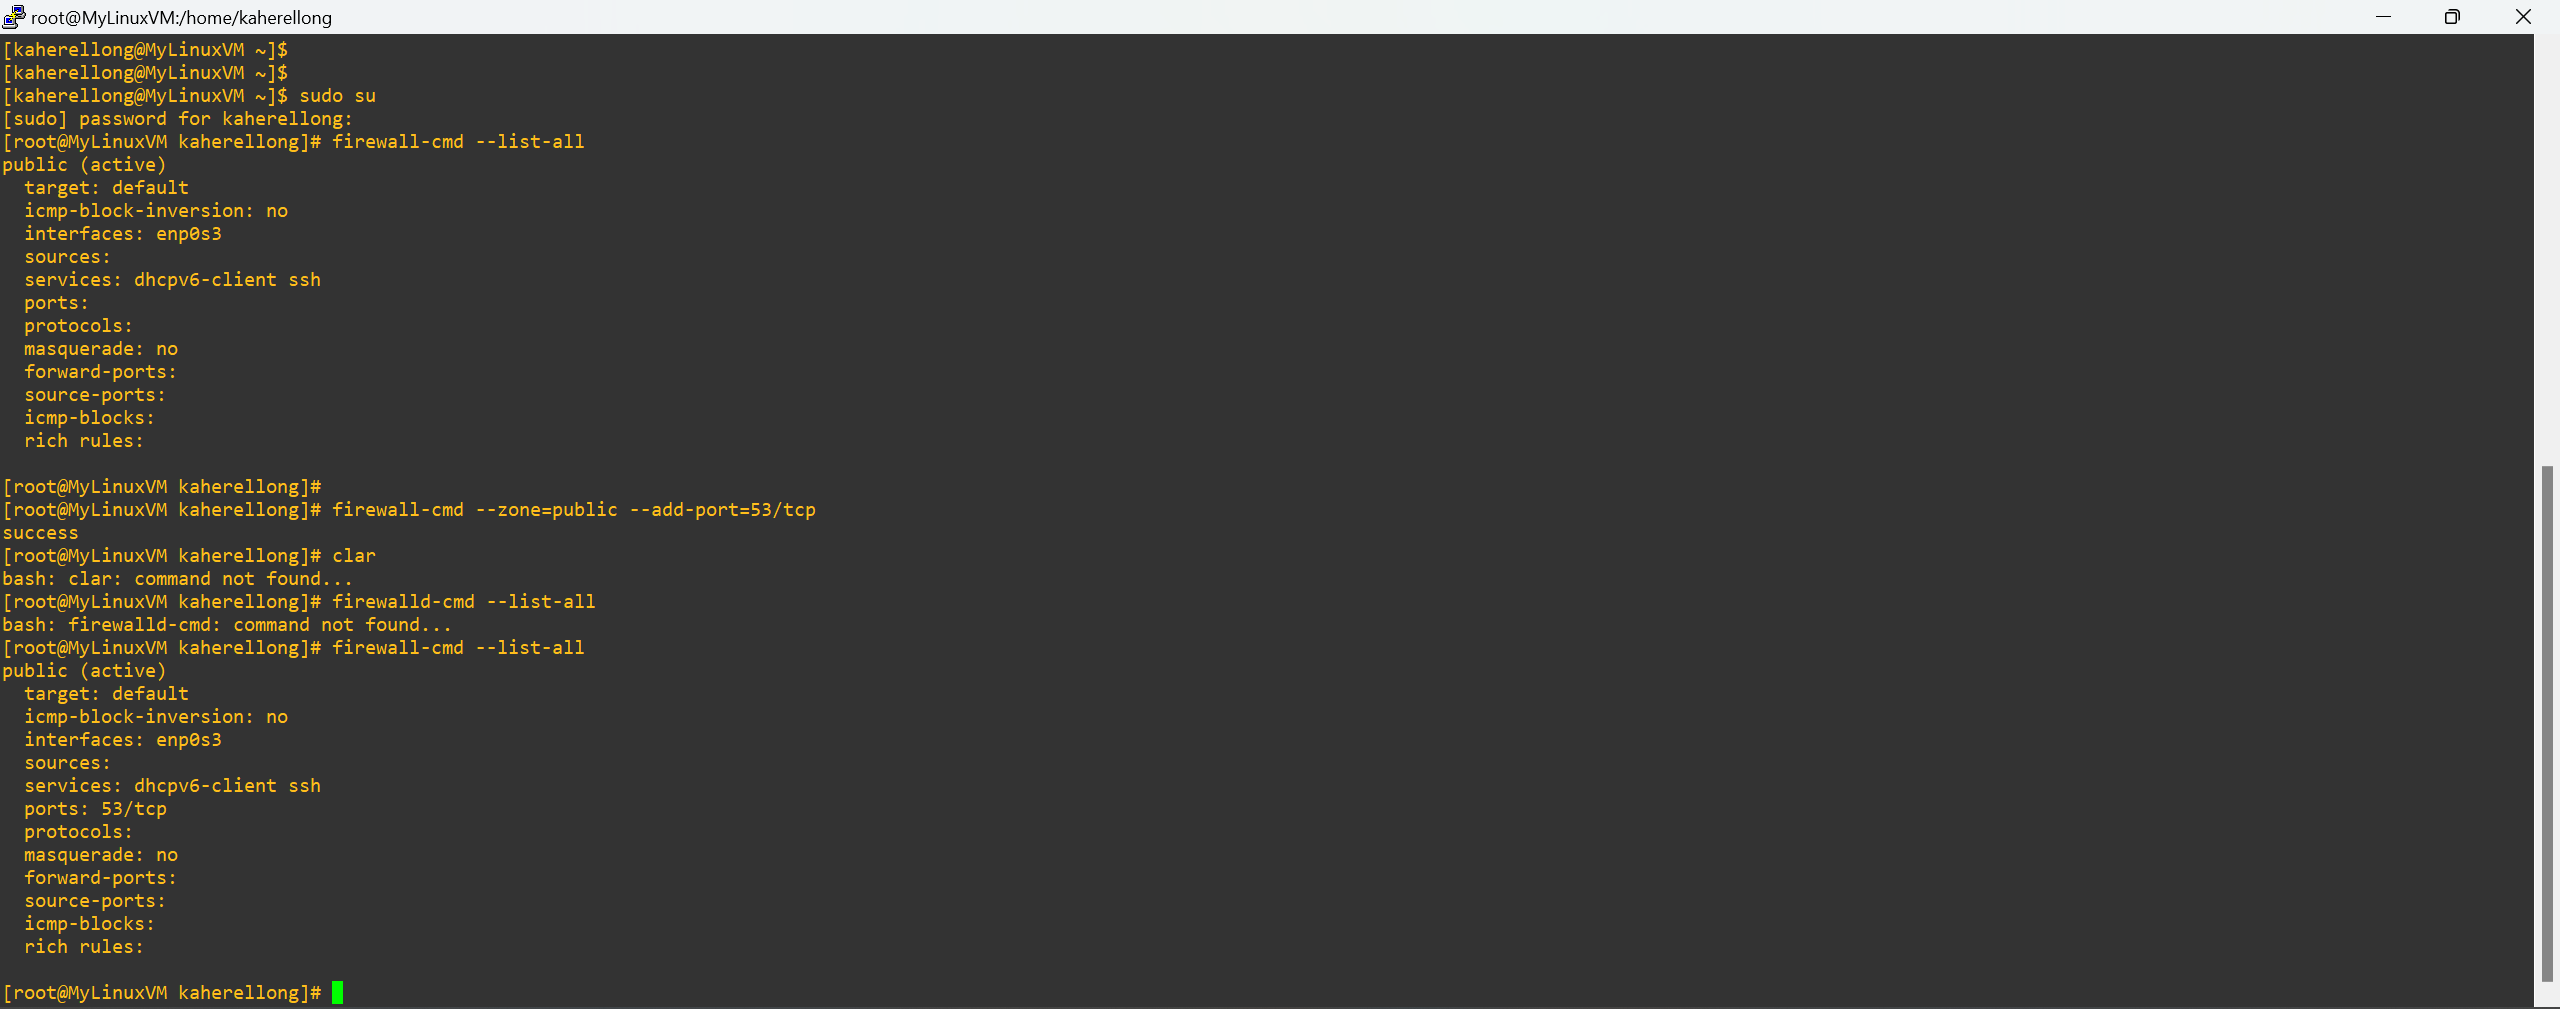 root@MyLinuxVM:/home/kaherellong
[kaherellong@MyLinuxVM ~]$
[kaherellong@MyLinuxVM ~]$
[kaherellong@MyLinuxVM ~]$ sudo su
[sudo] password for kaherellong:
[root@MyLinuxVM kaherellong]# firewall-cmd --list-all
public (active)
  target: default
  icmp-block-inversion: no
  interfaces: enp0s3
  sources:
  services: dhcpv6-client ssh
  ports:
  protocols:
  masquerade: no
  forward-ports:
  source-ports:
  icmp-blocks:
  rich rules:
[root@MyLinuxVM kaherellong]#
[root@MyLinuxVM kaherellong]# firewall-cmd --zone=public --add-port=53/tcp
success
[root@MyLinuxVM kaherellong]# clar
bash: clar: command not found...
[root@MyLinuxVM kaherellong]# firewalld-cmd --list-all
bash: firewalld-cmd: command not found...
[root@MyLinuxVM kaherellong]# firewall-cmd --list-all
public (active)
  target: default
  icmp-block-inversion: no
  interfaces: enp0s3
  sources:
  services: dhcpv6-client ssh
  ports: 53/tcp
  protocols:
  masquerade: no
  forward-ports:
  source-ports:
  icmp-blocks:
  rich rules:
[root@MyLinuxVM kaherellong]#